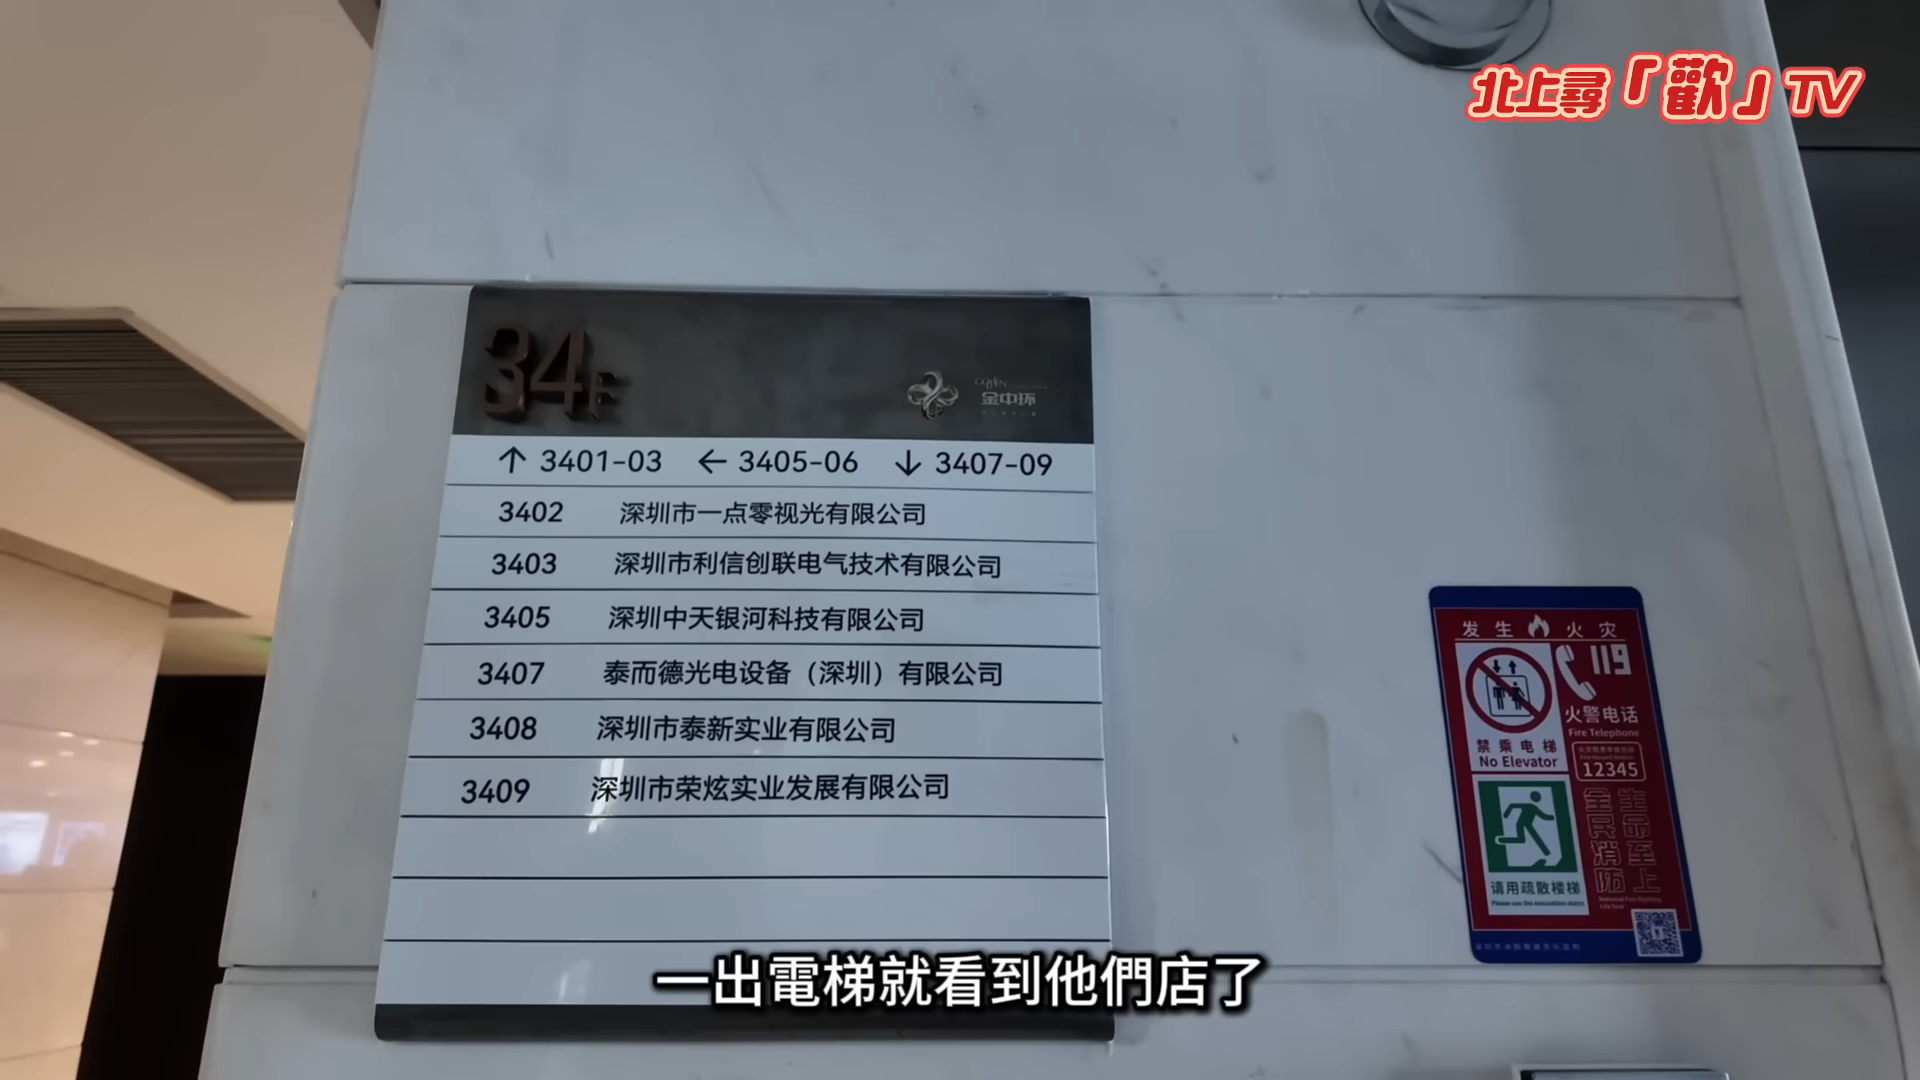 北上尋「歡」TV
34F
金中环
↑ 3401-03 ← 3405-06 ↓ 3407-09
3402 深圳市一点零视光有限公司
3403 深圳市利信创联电气技术有限公司
3405 深圳中天银河科技有限公司
3407 泰而德光电设备（深圳）有限公司
3408 深圳市泰新实业有限公司
3409 深圳市荣炫实业发展有限公司
发生火灾
119
火警电话
Fire Telephone
禁乘电梯
No Elevator
12345
全民消防
生命至上
请用疏散楼梯
Please use the evacuation stairs
一出電梯就看到他們店了